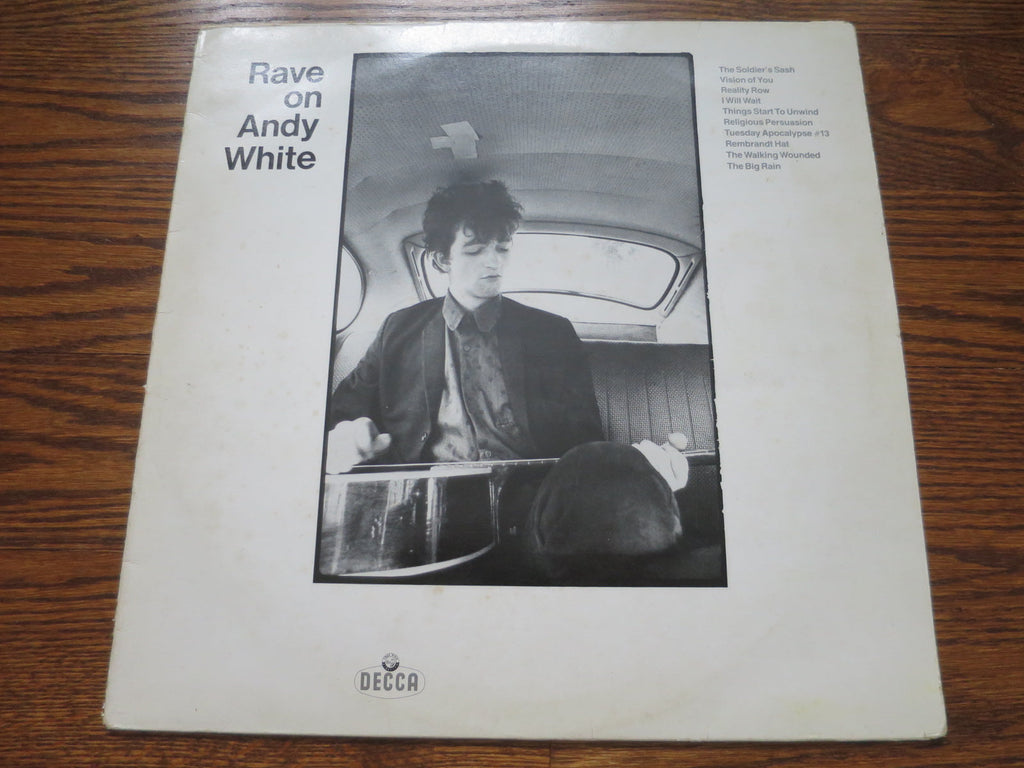 Rave
on
Andy
White
The Soldier's Sash
Vision of You
Reality Row
I Will Wait
Things Start To Unwind
Religious Persuasion
Tuesday Apocalypse #13
Rembrandt Hat
The Walking Wounded
The Big Rain
DECCA